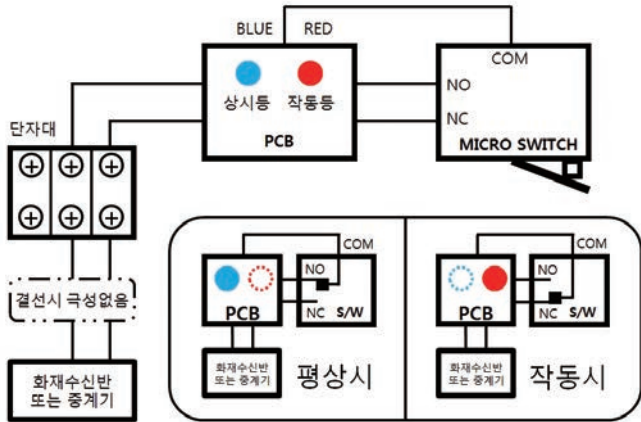 BLUE RED
COM
상시등 작동등
PCB
NO
NC
MICRO SWITCH
단자대
결선시 극성없음
화재수신반
또는 중계기
COM
NO
NC S/W
PCB
화재수신반
또는 중계기
평상시
COM
NO
NC S/W
PCB
화재수신반
또는 중계기
작동시